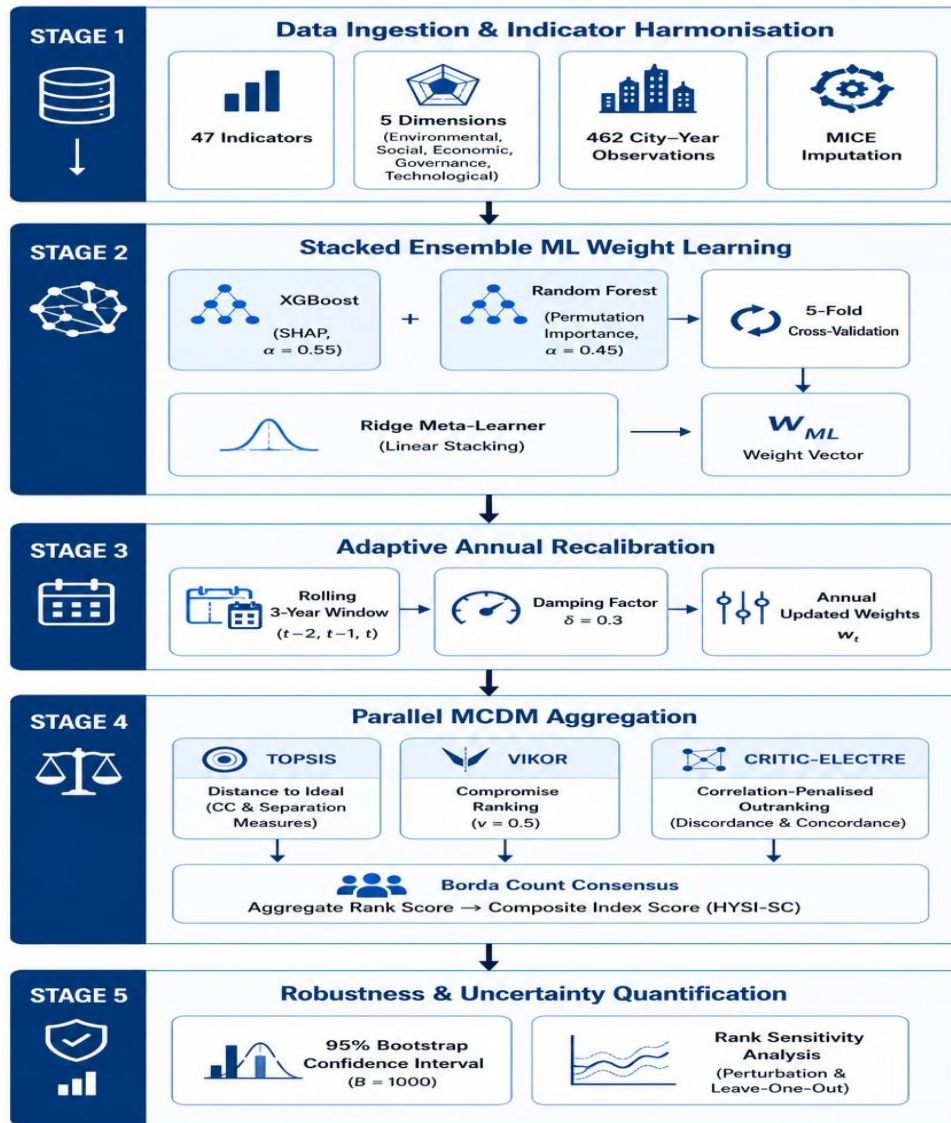 STAGE 1
Data Ingestion & Indicator Harmonisation
47 Indicators
5 Dimensions
(Environmental,
Social, Economic,
Governance,
Technological)
462 City–Year
Observations
MICE
Imputation
STAGE 2
Stacked Ensemble ML Weight Learning
XGBoost
(SHAP,
α = 0.55)
+
Random Forest
(Permutation
Importance,
α = 0.45)
5-Fold
Cross-Validation
Ridge Meta-Learner
(Linear Stacking)
W_ML
Weight Vector
STAGE 3
Adaptive Annual Recalibration
Rolling
3-Year Window
(t−2, t−1, t)
Damping Factor
δ = 0.3
Annual
Updated Weights
w_t
STAGE 4
Parallel MCDM Aggregation
TOPSIS
Distance to Ideal
(CC & Separation
Measures)
VIKOR
Compromise
Ranking
(v = 0.5)
CRITIC-ELECTRE
Correlation-Penalised
Outranking
(Discordance & Concordance)
Borda Count Consensus
Aggregate Rank Score → Composite Index Score (HYSI-SC)
STAGE 5
Robustness & Uncertainty Quantification
95% Bootstrap
Confidence Interval
(B = 1000)
Rank Sensitivity
Analysis
(Perturbation &
Leave-One-Out)